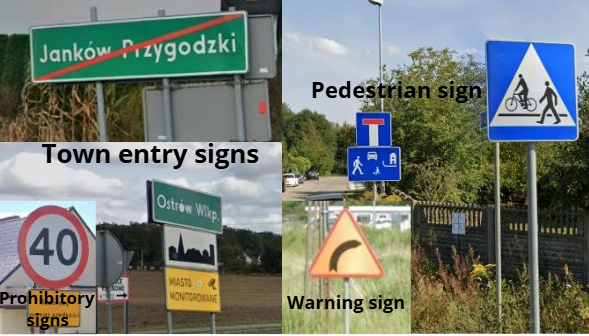 Janków Przygodzki
Town entry signs
Pedestrian sign
Ostrów Wlkp.
MIASTO
MONITOROWANE
40
Prohibitory
signs
Warning sign